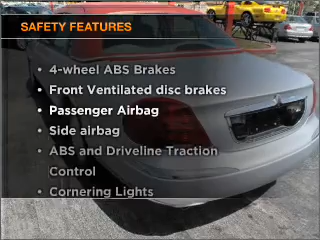 SAFETY FEATURES
• 4-wheel ABS Brakes
• Front Ventilated disc brakes
• Passenger Airbag
• Side airbag
• ABS and Driveline Traction
Control
• Cornering Lights